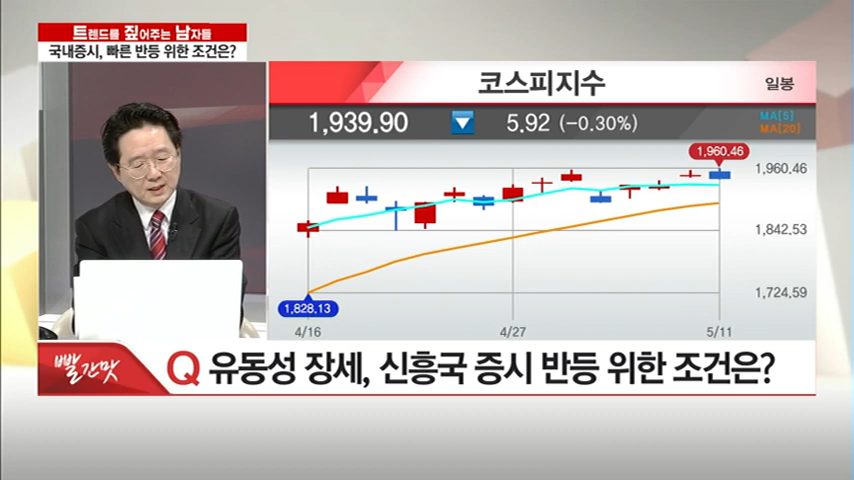 트렌드를 짚어주는 남자들
국내증시, 빠른 반등 위한 조건은?
코스피지수
일봉
1,939.90 ▼ 5.92 (-0.30%)
MA[5]
MA[20]
1,960.46
1,960.46
1,842.53
1,724.59
1,828.13
4/16 4/27 5/11
빨간맛
Q 유동성 장세, 신흥국 증시 반등 위한 조건은?